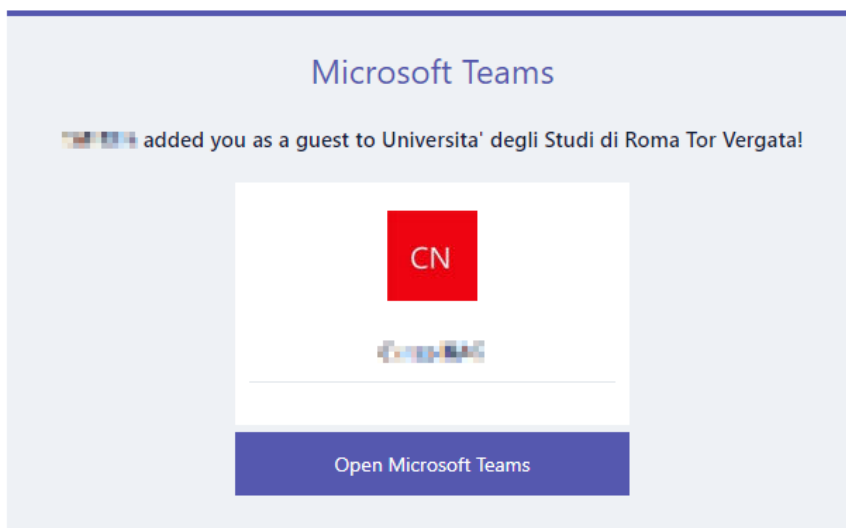 Microsoft Teams
added you as a guest to Universita' degli Studi di Roma Tor Vergata!
CN
Open Microsoft Teams